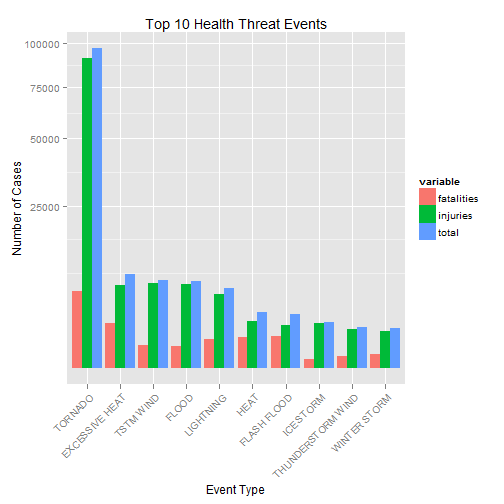 Top 10 Health Threat Events
100000
75000
50000
25000
Number of Cases
variable
fatalities
injuries
total
TORNADO
EXCESSIVE HEAT
TSTM WIND
FLOOD
LIGHTNING
HEAT
FLASH FLOOD
ICE STORM
THUNDERSTORM WIND
WINTER STORM
Event Type